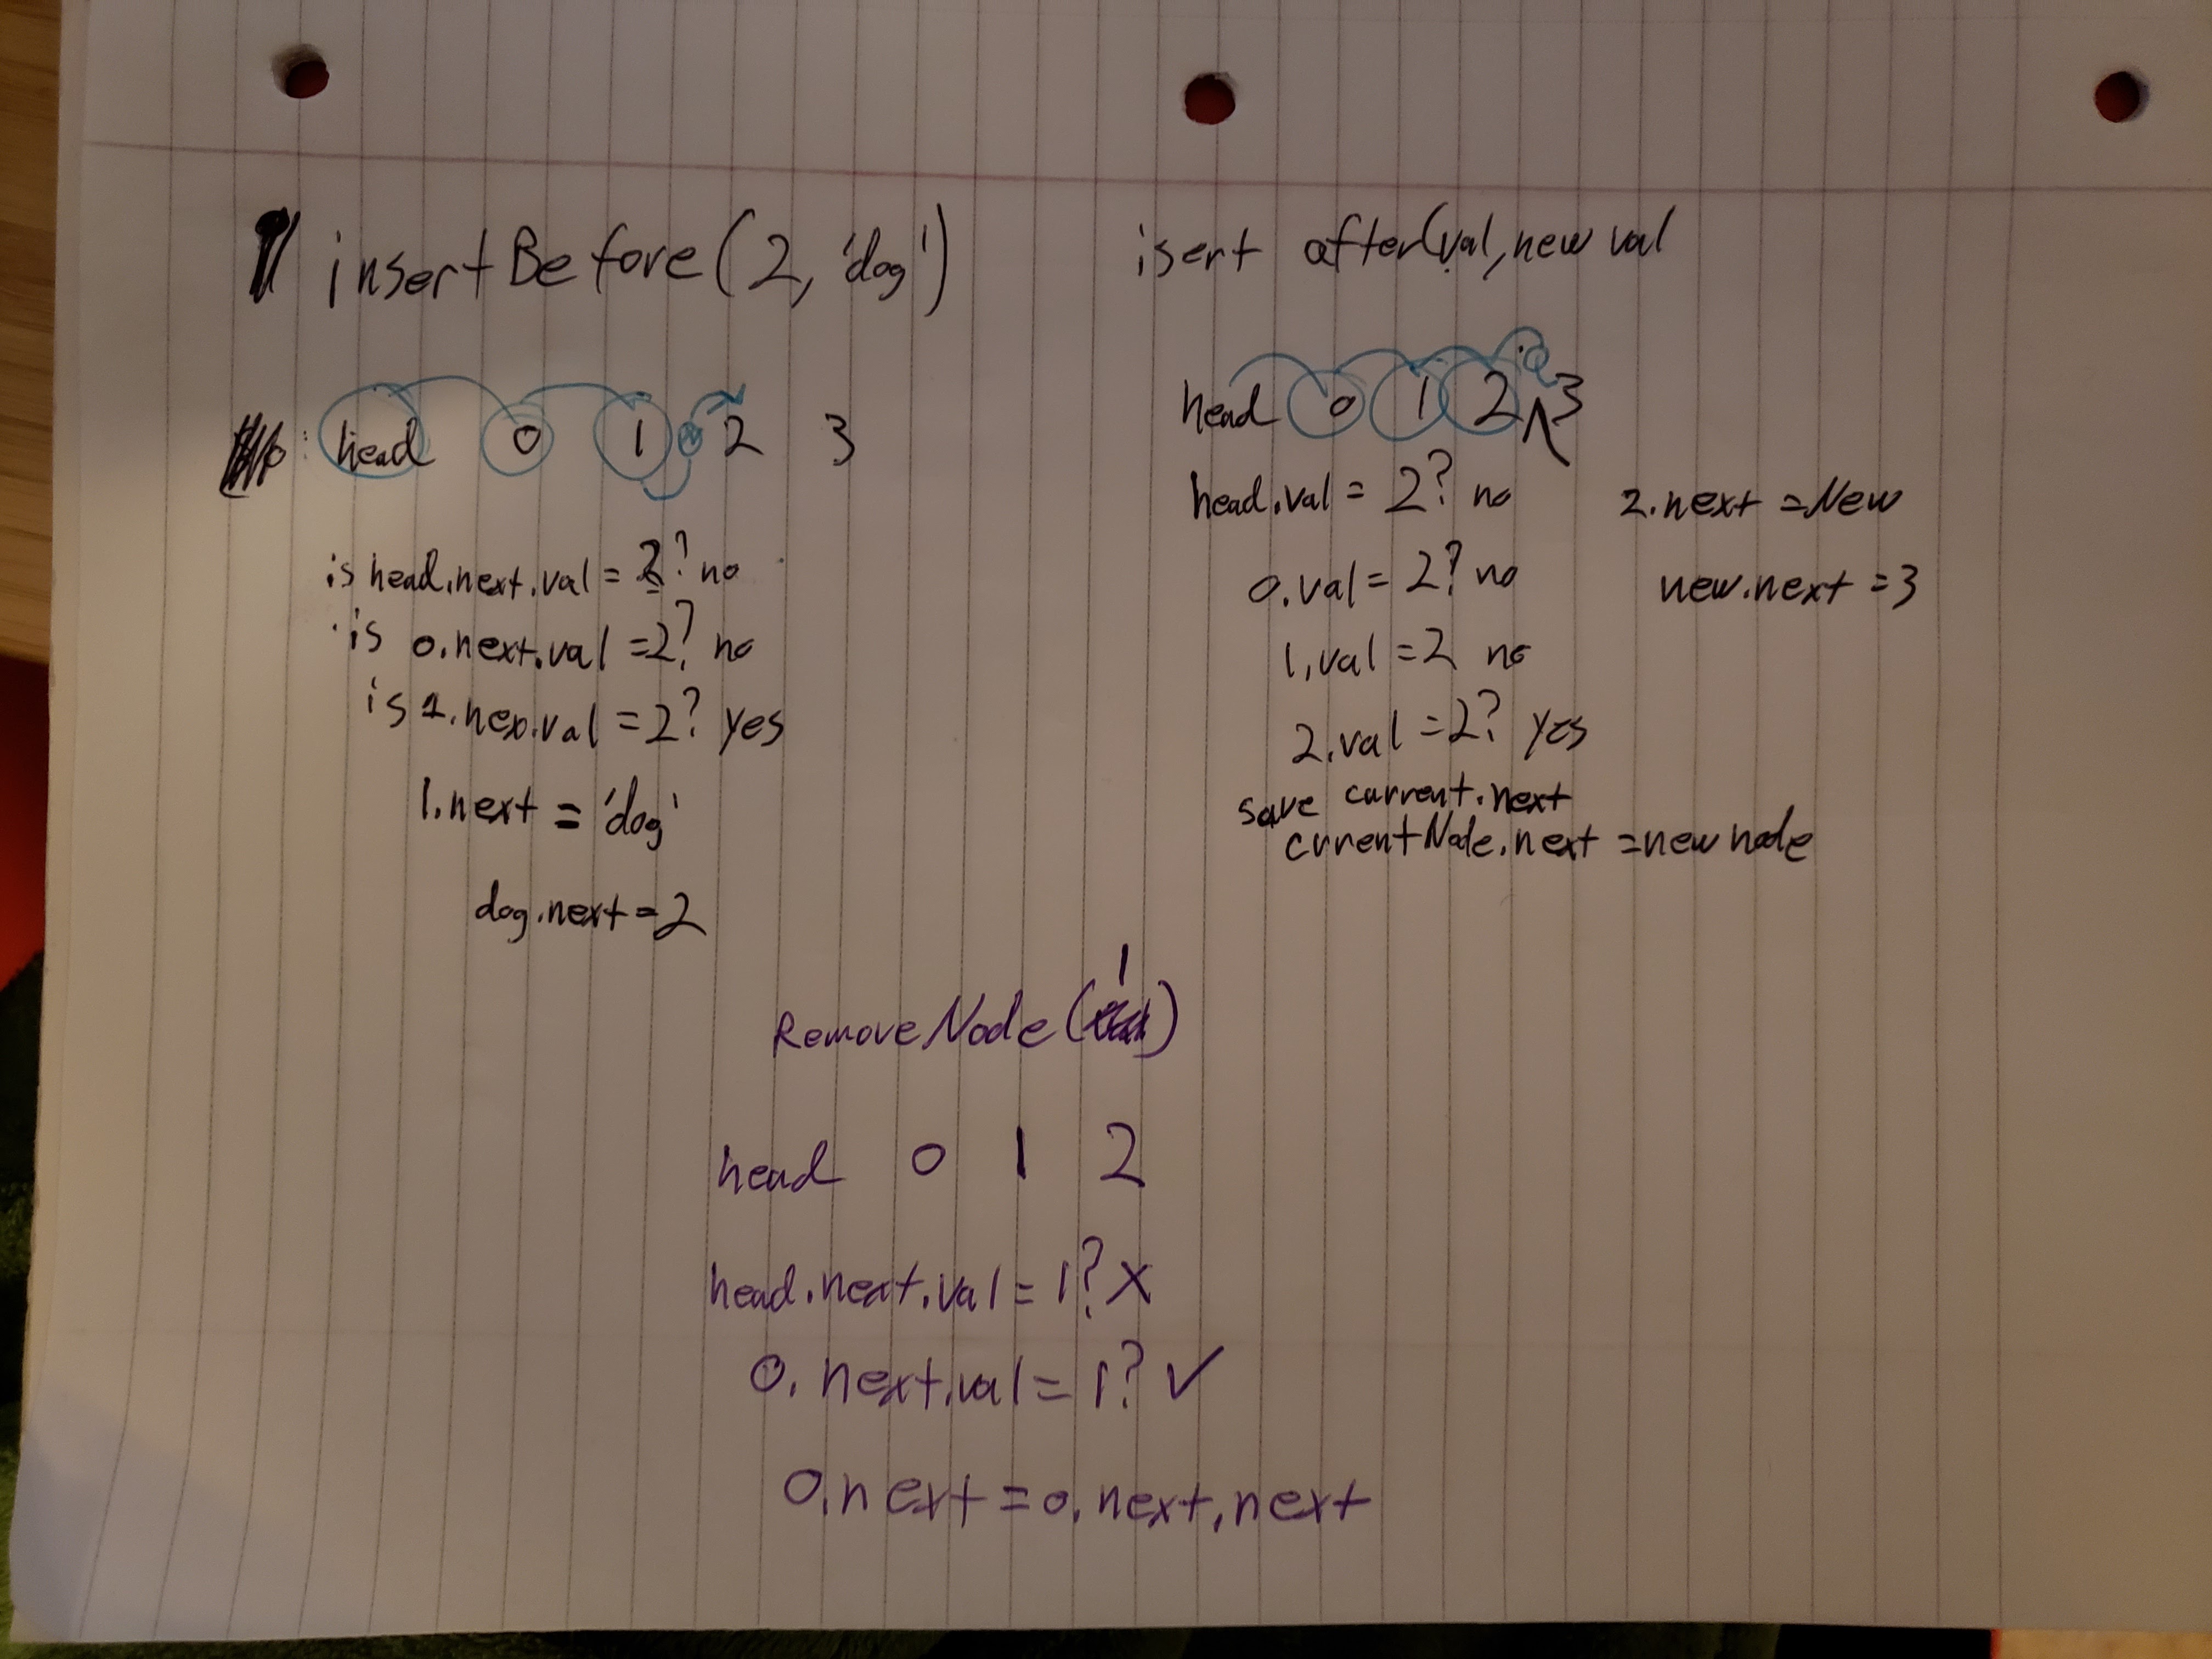 insertBefore(2, 'dog')
head 0 1 2 3
is head.next.val = 2? no
is 0.next.val = 2? no
is 1.nex.val = 2? yes
1.next = 'dog'
dog.next = 2
isert after(val, new val
head 0 1 2 3
head.val = 2? no
0.val = 2? no
1.val = 2 no
2.val = 2? yes
save current.next
currentNode.next = new node
2.next = New
new.next = 3
RemoveNode(1)
head 0 1 2
head.next.val = 1? X
0.next.val = 1? ✓
0.next = 0.next.next